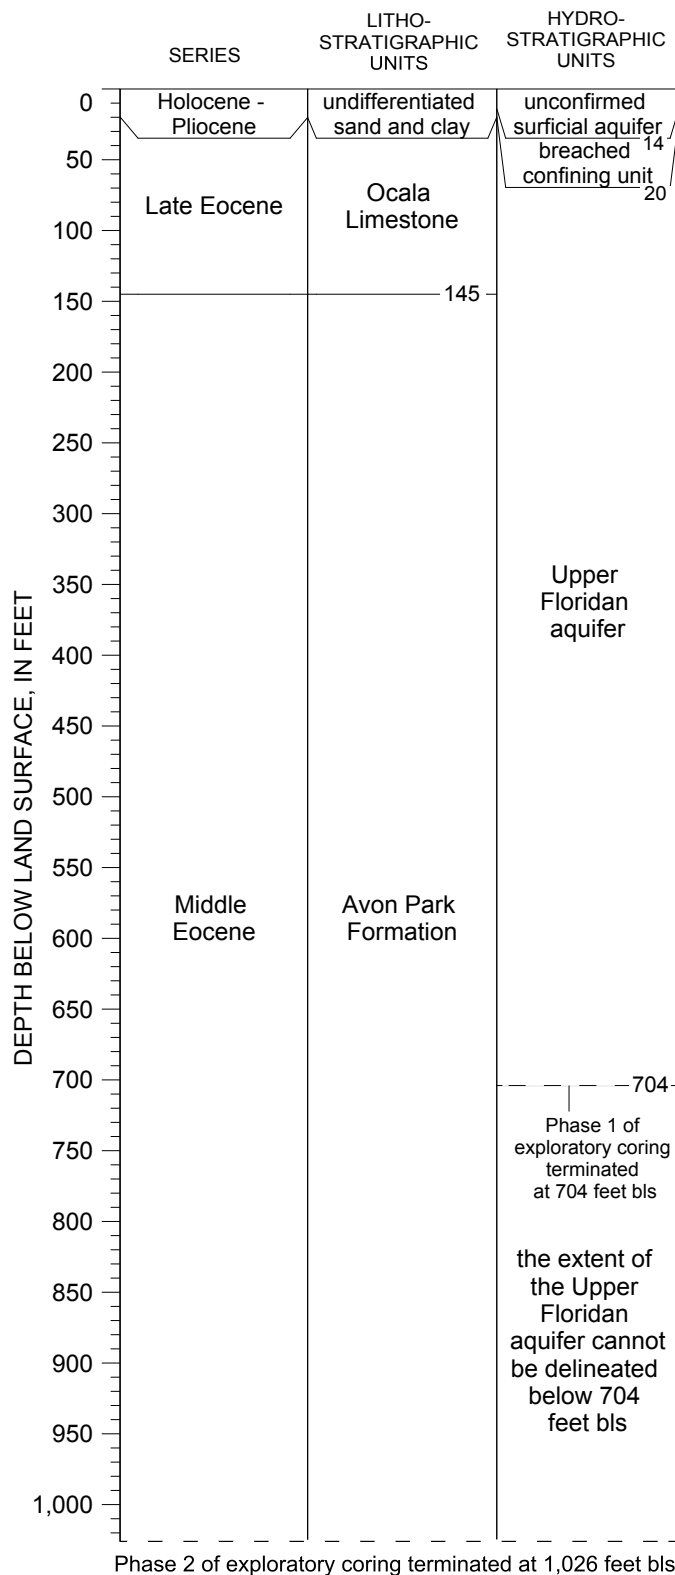 SERIES
LITHO-
STRATIGRAPHIC
UNITS
HYDRO-
STRATIGRAPHIC
UNITS
DEPTH BELOW LAND SURFACE, IN FEET
0
50
100
150
200
250
300
350
400
450
500
550
600
650
700
750
800
850
900
950
1,000
Holocene -
Pliocene
Late Eocene
Middle
Eocene
undifferentiated
sand and clay
Ocala
Limestone
145
Avon Park
Formation
unconfirmed
surficial aquifer
14
breached
confining unit
20
Upper
Floridan
aquifer
704
Phase 1 of
exploratory coring
terminated
at 704 feet bls
the extent of
the Upper
Floridan
aquifer cannot
be delineated
below 704
feet bls
Phase 2 of exploratory coring terminated at 1,026 feet bls